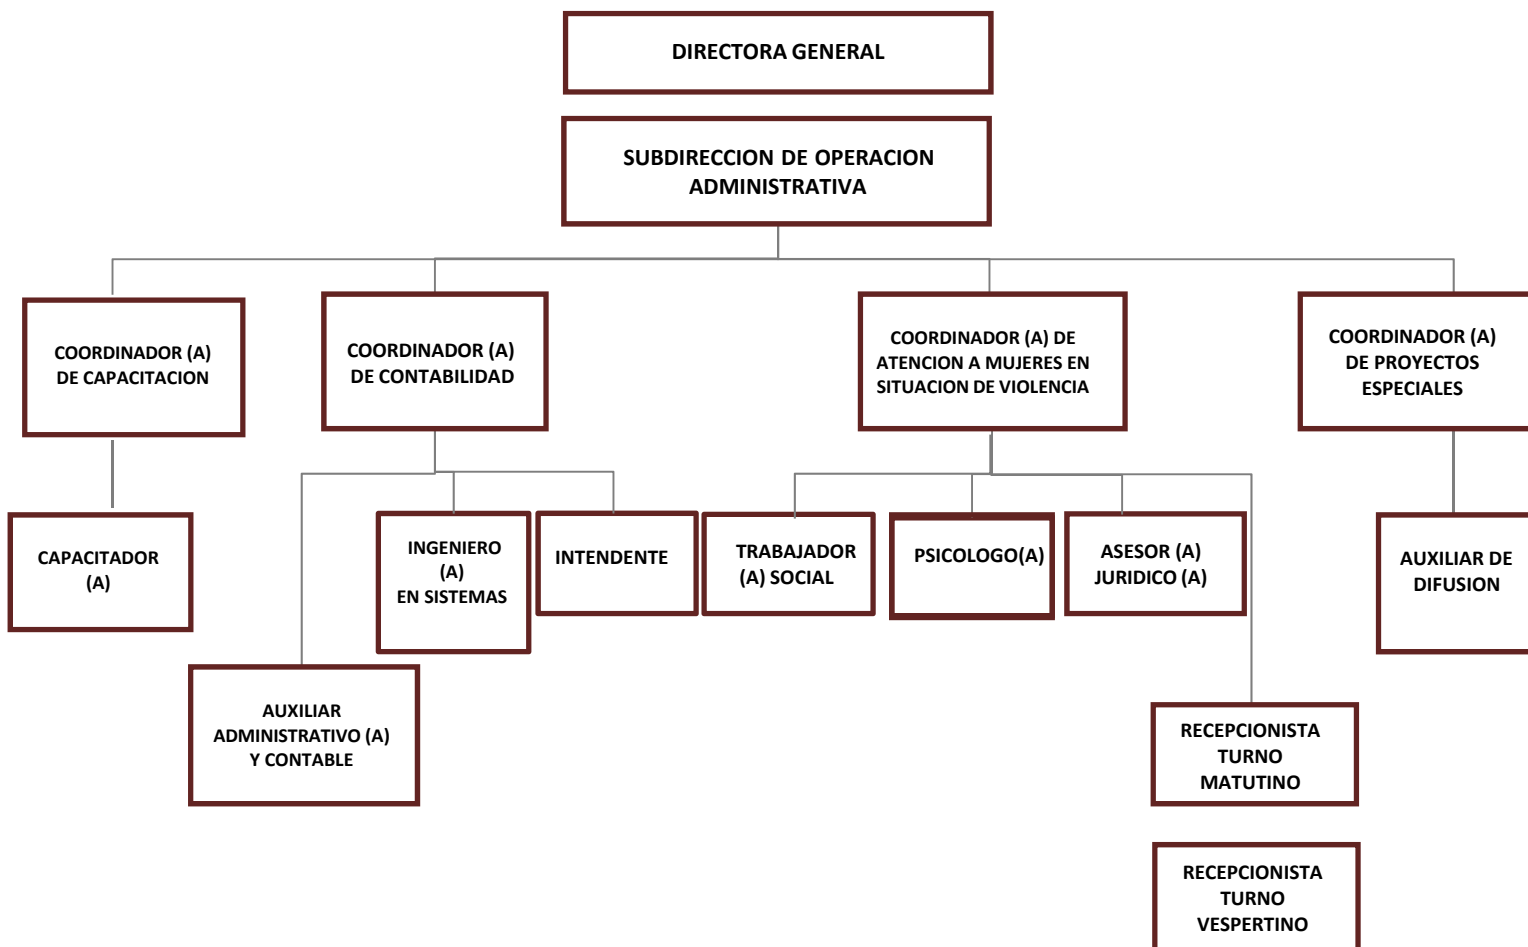 DIRECTORA GENERAL
SUBDIRECCION DE OPERACION
ADMINISTRATIVA
COORDINADOR (A)
DE CAPACITACION
COORDINADOR (A)
DE CONTABILIDAD
COORDINADOR (A) DE
ATENCION A MUJERES EN
SITUACION DE VIOLENCIA
COORDINADOR (A)
DE PROYECTOS
ESPECIALES
CAPACITADOR
(A)
INGENIERO
(A)
EN SISTEMAS
INTENDENTE
TRABAJADOR
(A) SOCIAL
PSICOLOGO(A)
ASESOR (A)
JURIDICO (A)
AUXILIAR DE
DIFUSION
AUXILIAR
ADMINISTRATIVO (A)
Y CONTABLE
RECEPCIONISTA
TURNO
MATUTINO
RECEPCIONISTA
TURNO
VESPERTINO